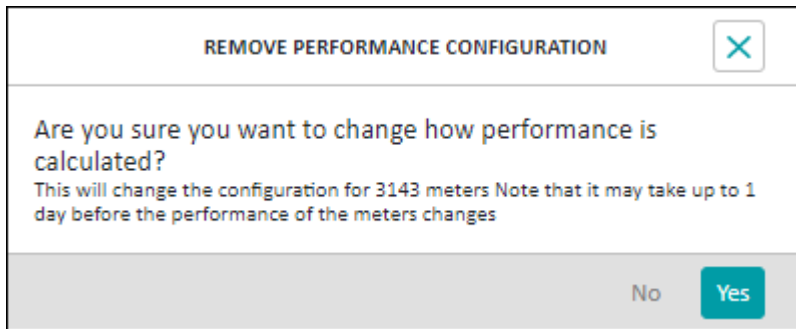 REMOVE PERFORMANCE CONFIGURATION
Are you sure you want to change how performance is
calculated?
This will change the configuration for 3143 meters Note that it may take up to 1
day before the performance of the meters changes
No
Yes